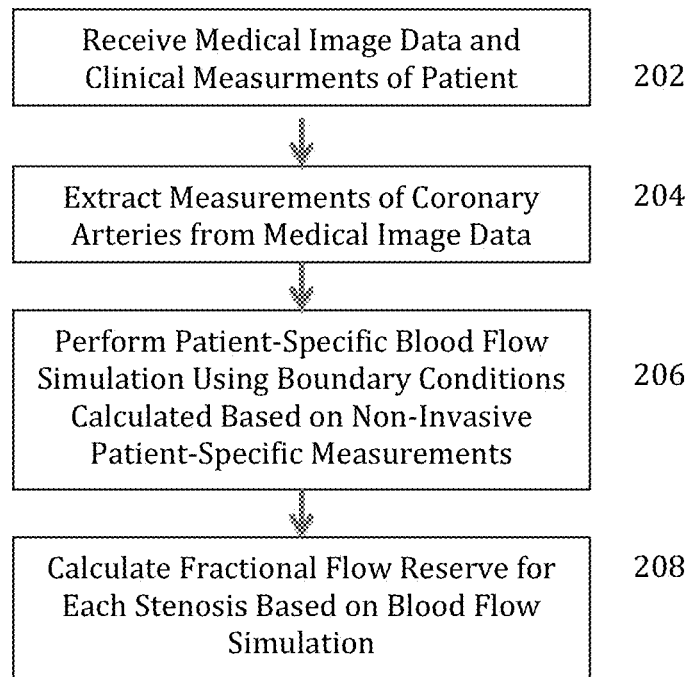 Receive Medical Image Data and
Clinical Measurments of Patient
202
Extract Measurements of Coronary
Arteries from Medical Image Data
204
Perform Patient-Specific Blood Flow
Simulation Using Boundary Conditions
Calculated Based on Non-Invasive
Patient-Specific Measurements
206
Calculate Fractional Flow Reserve for
Each Stenosis Based on Blood Flow
Simulation
208